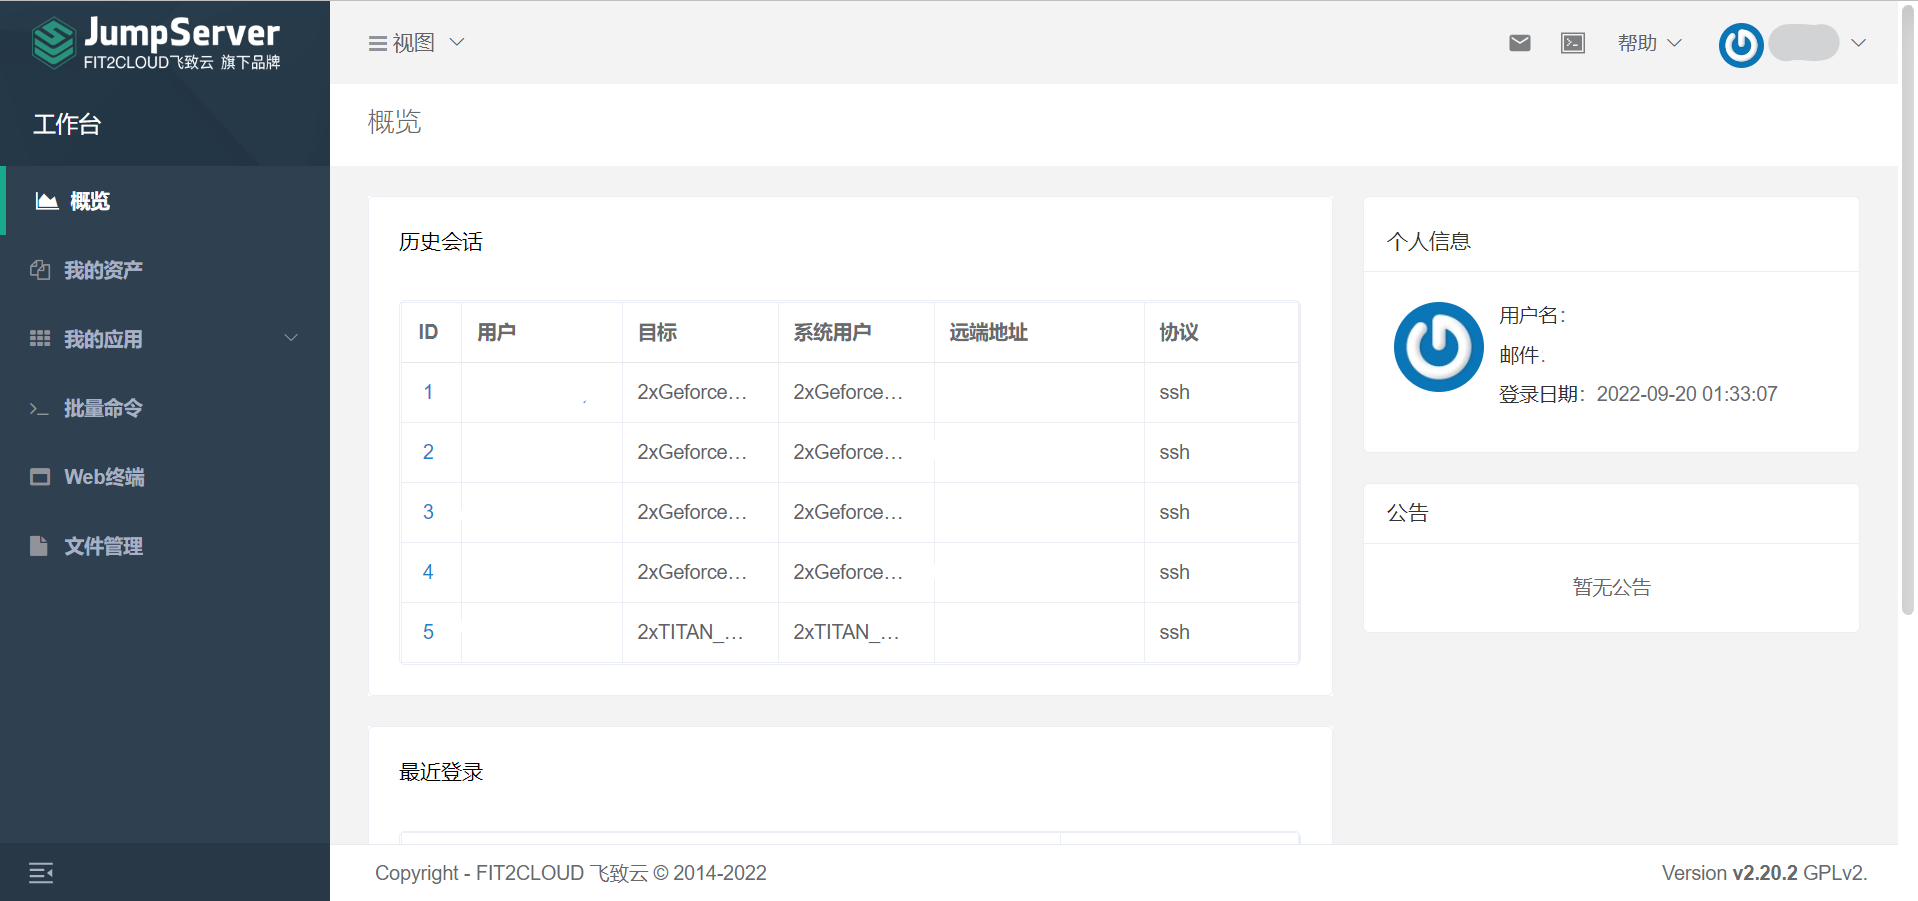 JumpServer
FIT2CLOUD飞致云 旗下品牌
工作台
概览
我的资产
我的应用
批量命令
Web终端
文件管理
视图
帮助
概览
历史会话
ID 用户 目标 系统用户 远端地址 协议
1 2xGeforce... 2xGeforce... ssh
2 2xGeforce... 2xGeforce... ssh
3 2xGeforce... 2xGeforce... ssh
4 2xGeforce... 2xGeforce... ssh
5 2xTITAN_... 2xTITAN_... ssh
最近登录
个人信息
用户名:
邮件.
登录日期：2022-09-20 01:33:07
公告
暂无公告
Copyright - FIT2CLOUD 飞致云 © 2014-2022
Version v2.20.2 GPLv2.